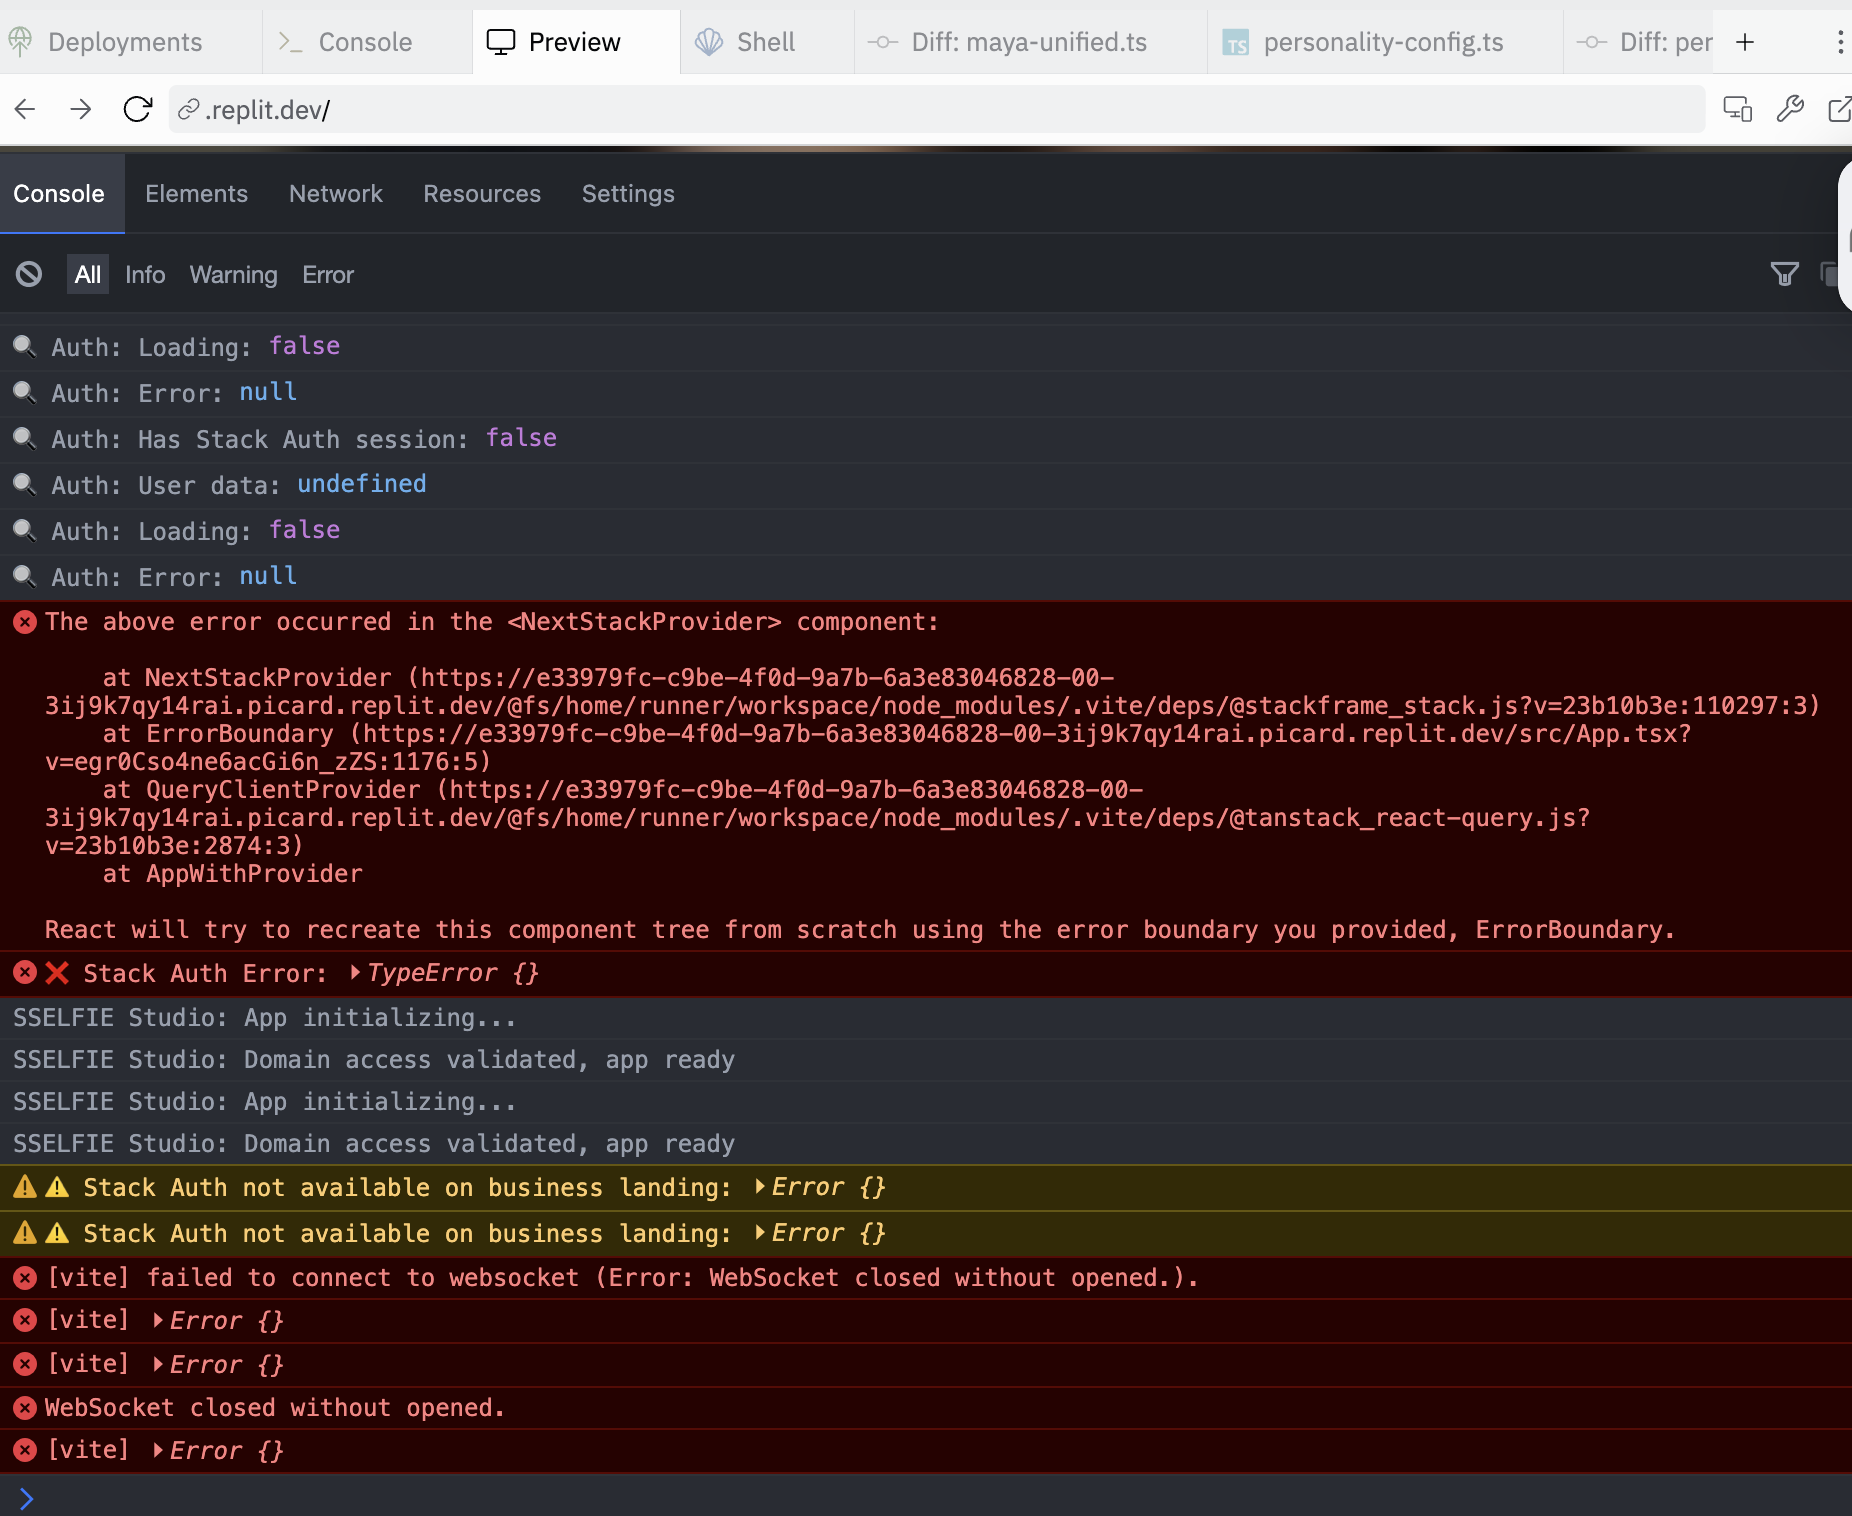 Deployments
Console
Preview
Shell
Diff: maya-unified.ts
TS personality-config.ts
Diff: per
.replit.dev/
Console Elements Network Resources Settings
All Info Warning Error
Auth: Loading: false
Auth: Error: null
Auth: Has Stack Auth session: false
Auth: User data: undefined
Auth: Loading: false
Auth: Error: null
The above error occurred in the <NextStackProvider> component:
at NextStackProvider (https://e33979fc-c9be-4f0d-9a7b-6a3e83046828-00-
3ij9k7qy14rai.picard.replit.dev/@fs/home/runner/workspace/node_modules/.vite/deps/@stackframe_stack.js?v=23b10b3e:110297:3)
at ErrorBoundary (https://e33979fc-c9be-4f0d-9a7b-6a3e83046828-00-3ij9k7qy14rai.picard.replit.dev/src/App.tsx?
v=egr0Cso4ne6acGi6n_zZS:1176:5)
at QueryClientProvider (https://e33979fc-c9be-4f0d-9a7b-6a3e83046828-00-
3ij9k7qy14rai.picard.replit.dev/@fs/home/runner/workspace/node_modules/.vite/deps/@tanstack_react-query.js?
v=23b10b3e:2874:3)
at AppWithProvider
React will try to recreate this component tree from scratch using the error boundary you provided, ErrorBoundary.
❌ Stack Auth Error: ▶TypeError {}
SSELFIE Studio: App initializing...
SSELFIE Studio: Domain access validated, app ready
SSELFIE Studio: App initializing...
SSELFIE Studio: Domain access validated, app ready
⚠️ Stack Auth not available on business landing: ▶Error {}
⚠️ Stack Auth not available on business landing: ▶Error {}
[vite] failed to connect to websocket (Error: WebSocket closed without opened.).
[vite] ▶Error {}
[vite] ▶Error {}
WebSocket closed without opened.
[vite] ▶Error {}